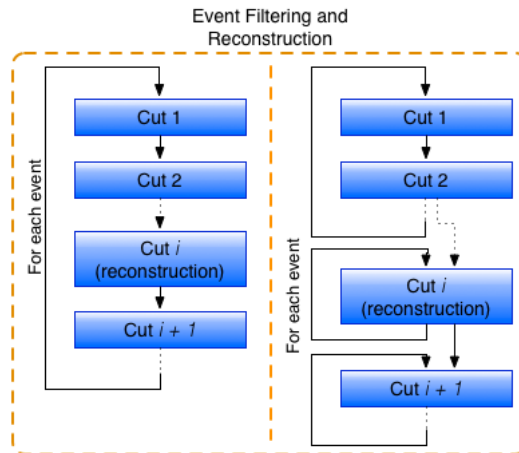 Event Filtering and
Reconstruction
For each event
Cut 1
Cut 2
Cut i
(reconstruction)
Cut i + 1
For each event
Cut 1
Cut 2
Cut i
(reconstruction)
Cut i + 1